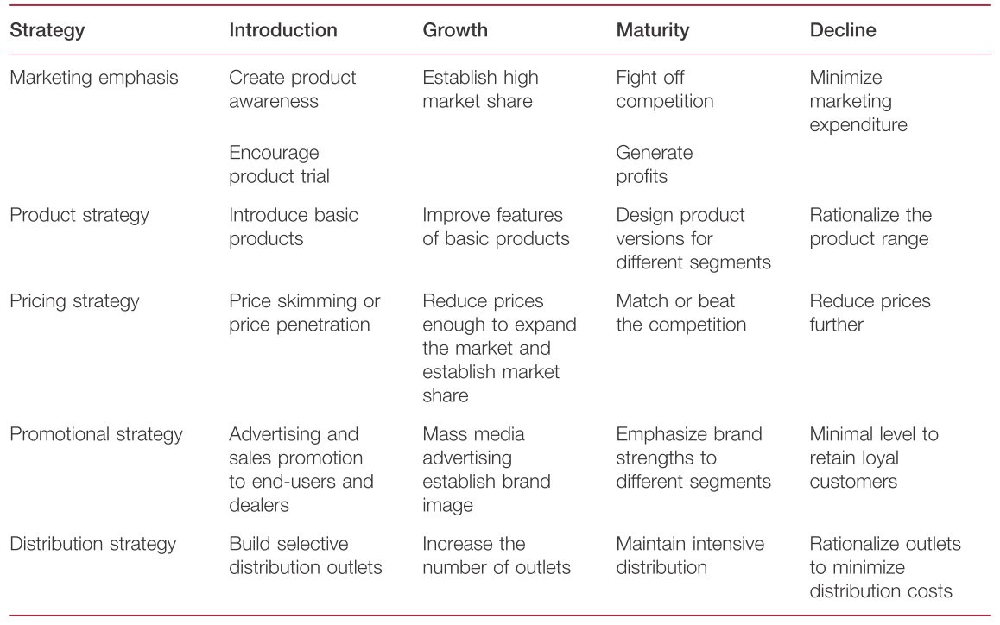 Strategy Introduction Growth Maturity Decline
Marketing emphasis Create product Establish high Fight off Minimize
awareness market share competition marketing
expenditure
Encourage Generate
product trial profits
Product strategy Introduce basic Improve features Design product Rationalize the
products of basic products versions for product range
different segments
Pricing strategy Price skimming or Reduce prices Match or beat Reduce prices
price penetration enough to expand the competition further
the market and
establish market
share
Promotional strategy Advertising and Mass media Emphasize brand Minimal level to
sales promotion advertising strengths to retain loyal
to end-users and establish brand different segments customers
dealers image
Distribution strategy Build selective Increase the Maintain intensive Rationalize outlets
distribution outlets number of outlets distribution to minimize
distribution costs